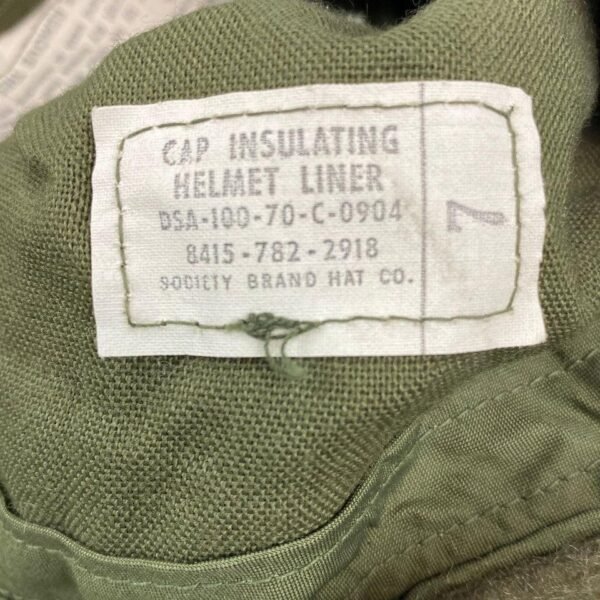 CAP INSULATING
HELMET LINER
DSA-100-70-C-0904
8415-782-2918
SOCIETY BRAND HAT CO.
7